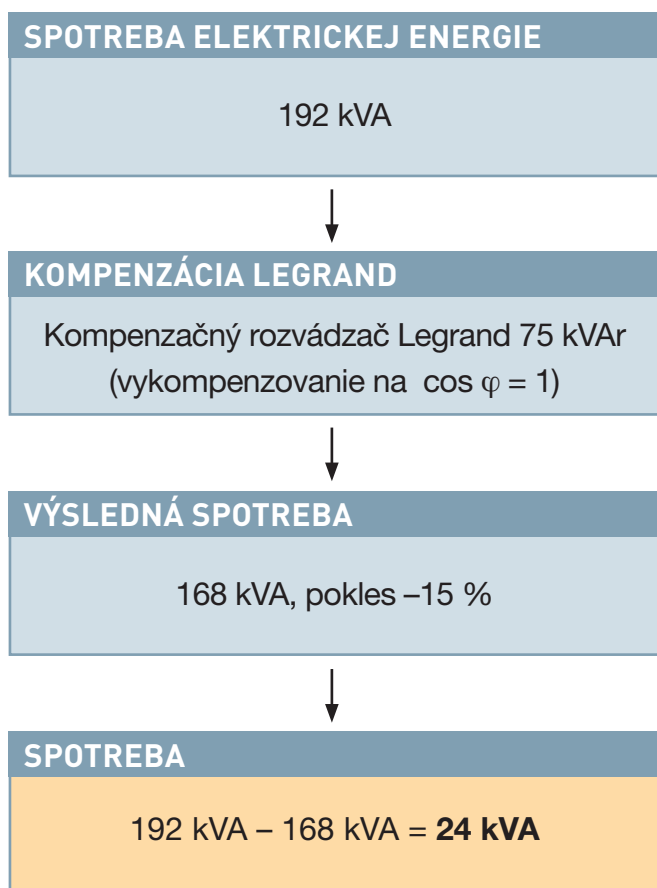 SPOTREBA ELEKTRICKEJ ENERGIE
192 kVA
KOMPENZÁCIA LEGRAND
Kompenzačný rozvádzač Legrand 75 kVAr
(vykompenzovanie na cos φ = 1)
VÝSLEDNÁ SPOTREBA
168 kVA, pokles –15 %
SPOTREBA
192 kVA – 168 kVA = 24 kVA